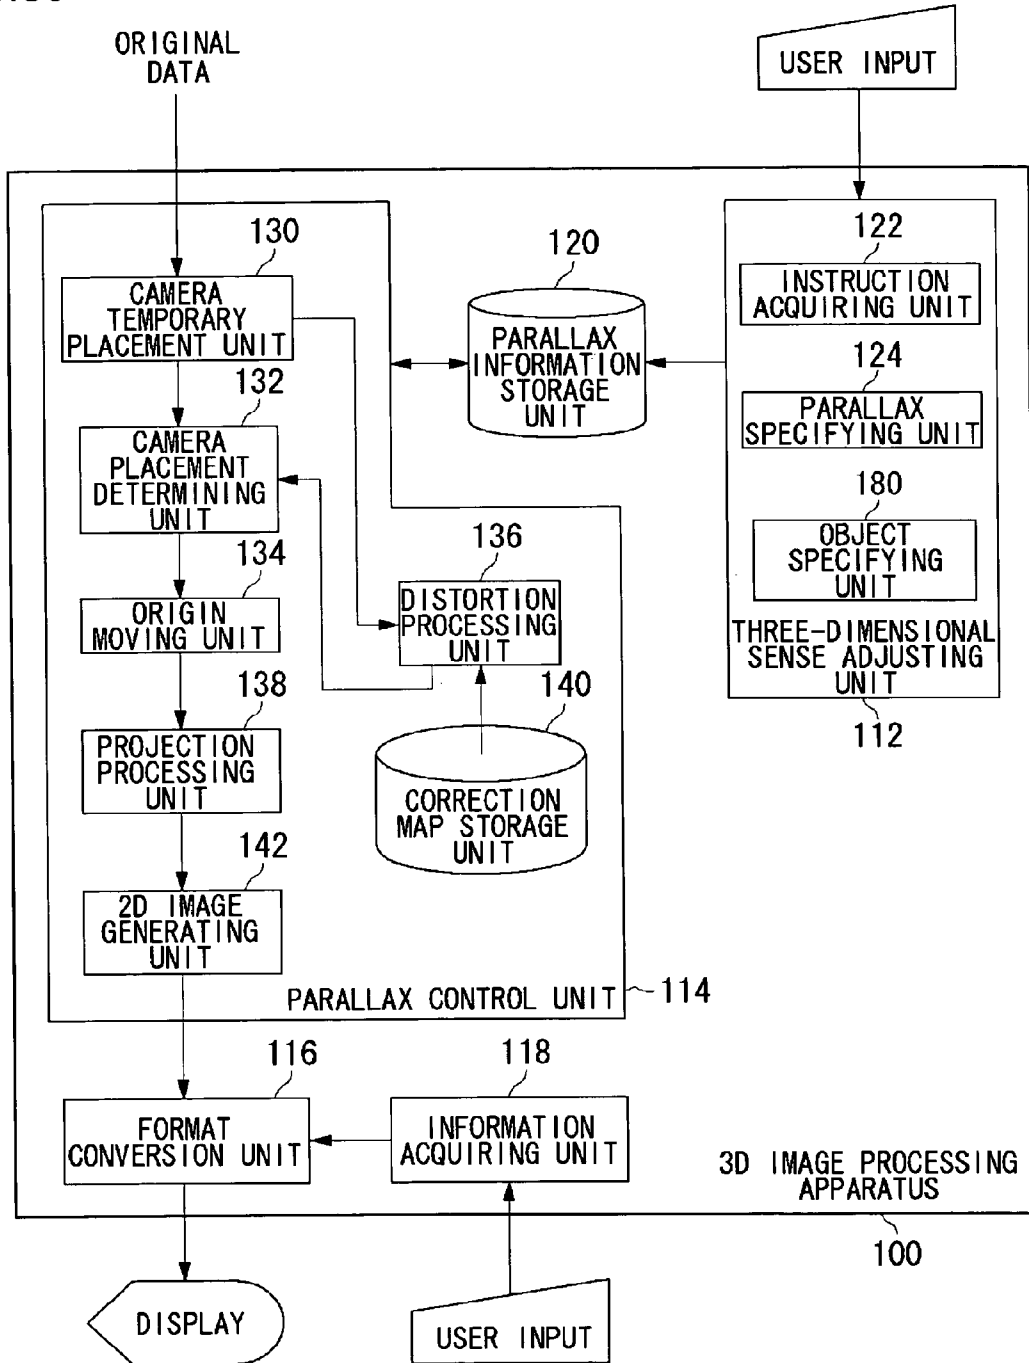 ORIGINAL
DATA
USER INPUT
130
CAMERA
TEMPORARY
PLACEMENT UNIT
120
PARALLAX
INFORMATION
STORAGE
UNIT
122
INSTRUCTION
ACQUIRING UNIT
124
PARALLAX
SPECIFYING UNIT
180
OBJECT
SPECIFYING
UNIT
THREE-DIMENSIONAL
SENSE ADJUSTING
UNIT
112
132
CAMERA
PLACEMENT
DETERMINING
UNIT
134
ORIGIN
MOVING UNIT
136
DISTORTION
PROCESSING
UNIT
138
PROJECTION
PROCESSING
UNIT
140
CORRECTION
MAP STORAGE
UNIT
142
2D IMAGE
GENERATING
UNIT
PARALLAX CONTROL UNIT
114
116
FORMAT
CONVERSION UNIT
118
INFORMATION
ACQUIRING UNIT
3D IMAGE PROCESSING
APPARATUS
100
DISPLAY
USER INPUT